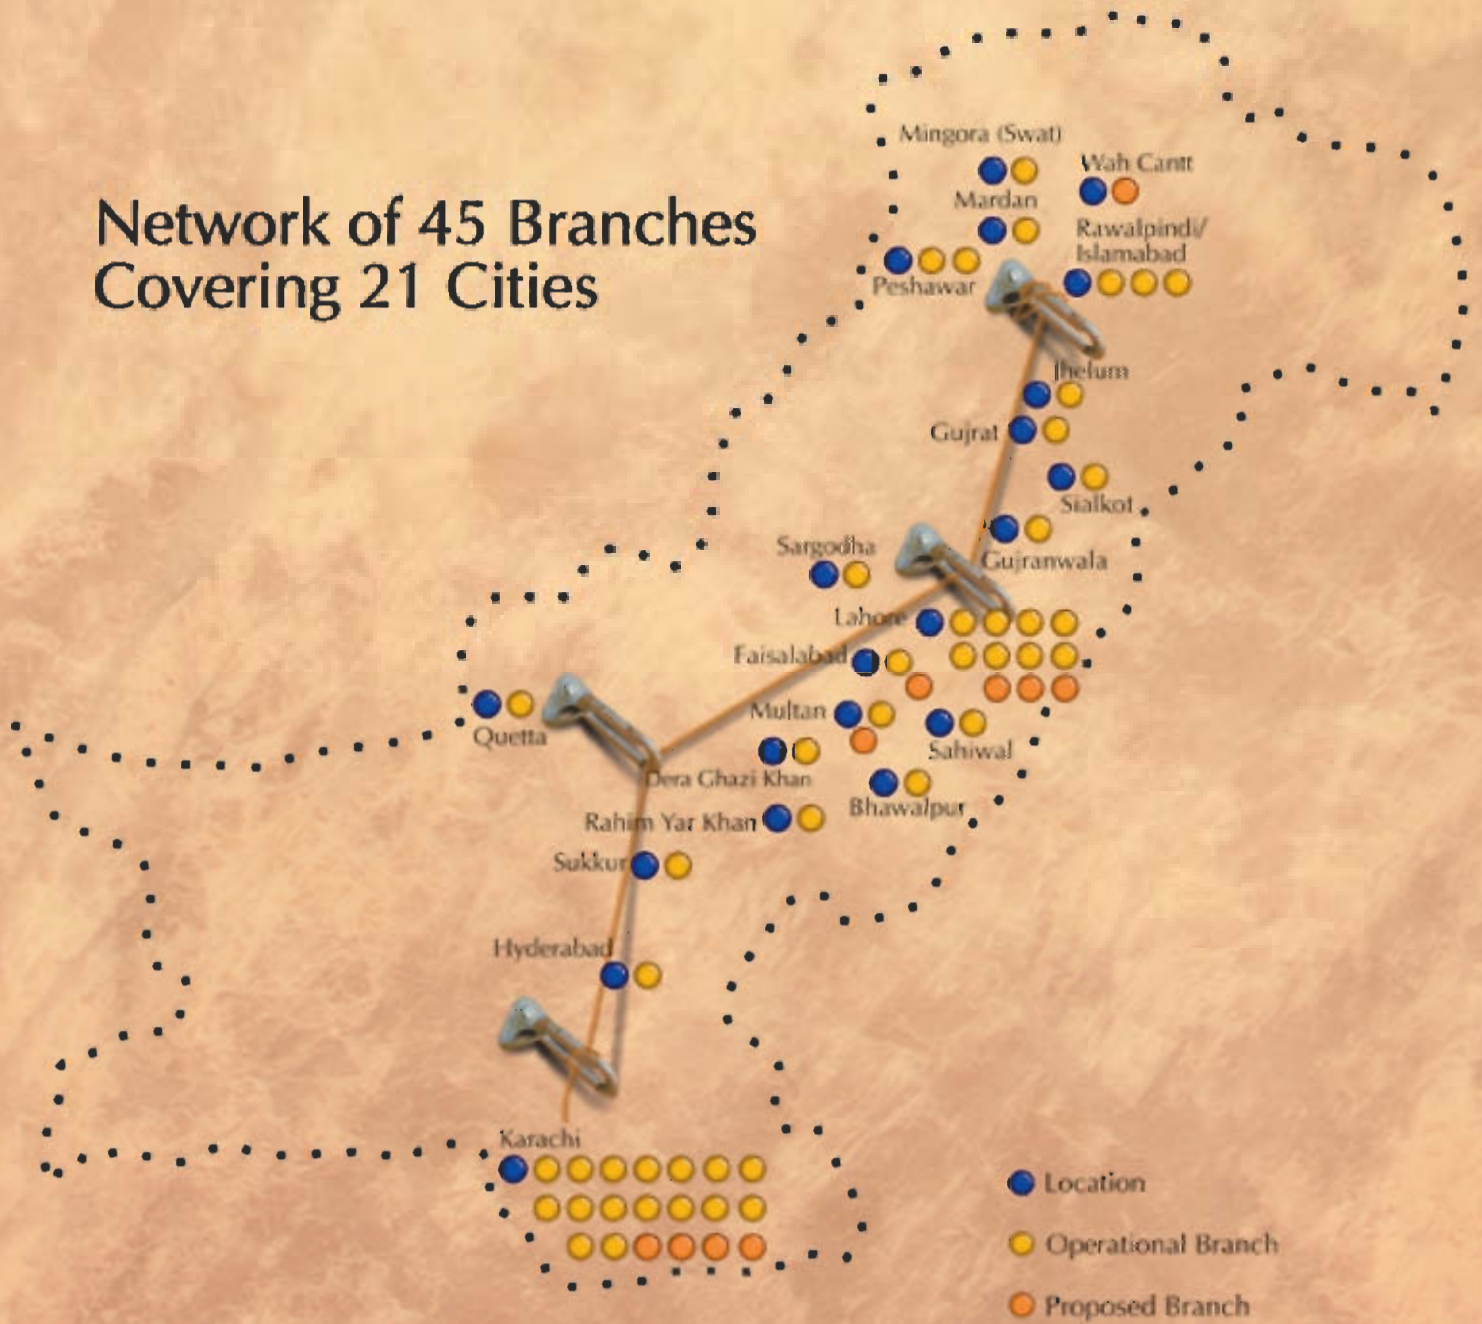 Network of 45 Branches
Covering 21 Cities
Mingora (Swat)
Wah Cantt
Mardan
Rawalpindi/
Islamabad
Peshawar
Jhelum
Gujrat
Sialkot
Sargodha
Gujranwala
Lahore
Faisalabad
Multan
Quetta
Sahiwal
Dera Ghazi Khan
Bhawalpur
Rahim Yar Khan
Sukkur
Hyderabad
Karachi
Location
Operational Branch
Proposed Branch